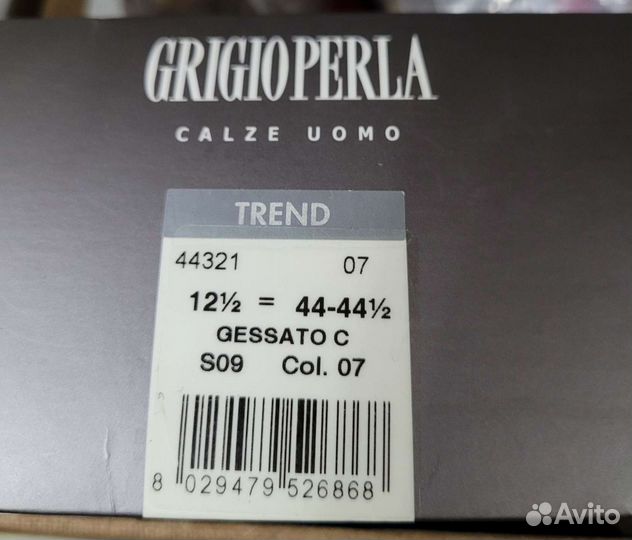 GRIGIOPERLA
CALZE UOMO
TREND
44321 07
12½ = 44-44½
GESSATO C
S09 Col. 07
8 029479 526868
Avito